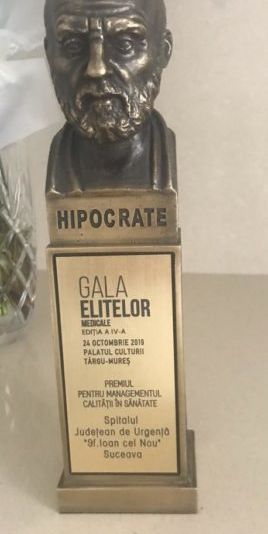 HIPOCRATE
GALA
ELITELOR
MEDICALE
EDIȚIA A IV-A
24 OCTOMBRIE 2019
PALATUL CULTURII
TÂRGU-MUREȘ
PREMIUL
PENTRU MANAGEMENTUL
CALITĂȚII ÎN SĂNĂTATE
Spitalul
Județean de Urgență
"Sf.Ioan cel Nou"
Suceava